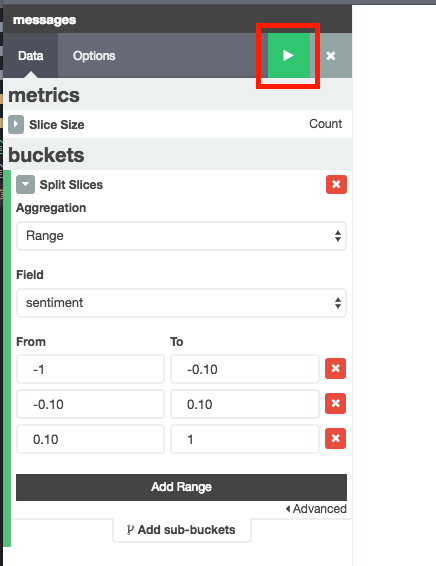 messages
Data Options
metrics
Slice Size Count
buckets
Split Slices
Aggregation
Range
Field
sentiment
From To
-1 -0.10
-0.10 0.10
0.10 1
Add Range
Advanced
Add sub-buckets